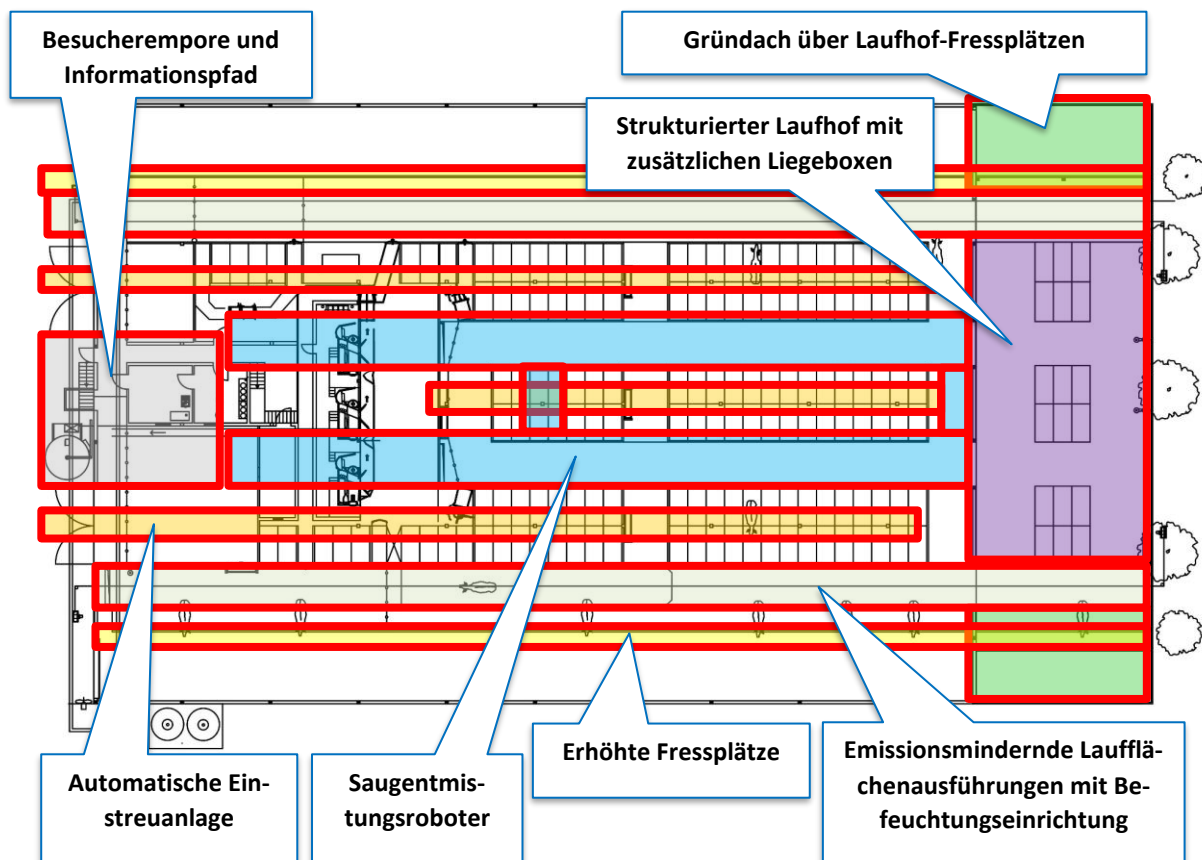 Besucherempore und
Informationspfad
Gründach über Laufhof-Fressplätzen
Strukturierter Laufhof mit
zusätzlichen Liegeboxen
Automatische Ein-
streuanlage
Saugentmis-
tungsroboter
Erhöhte Fressplätze
Emissionsmindernde Laufflä-
chenausführungen mit Be-
feuchtungseinrichtung